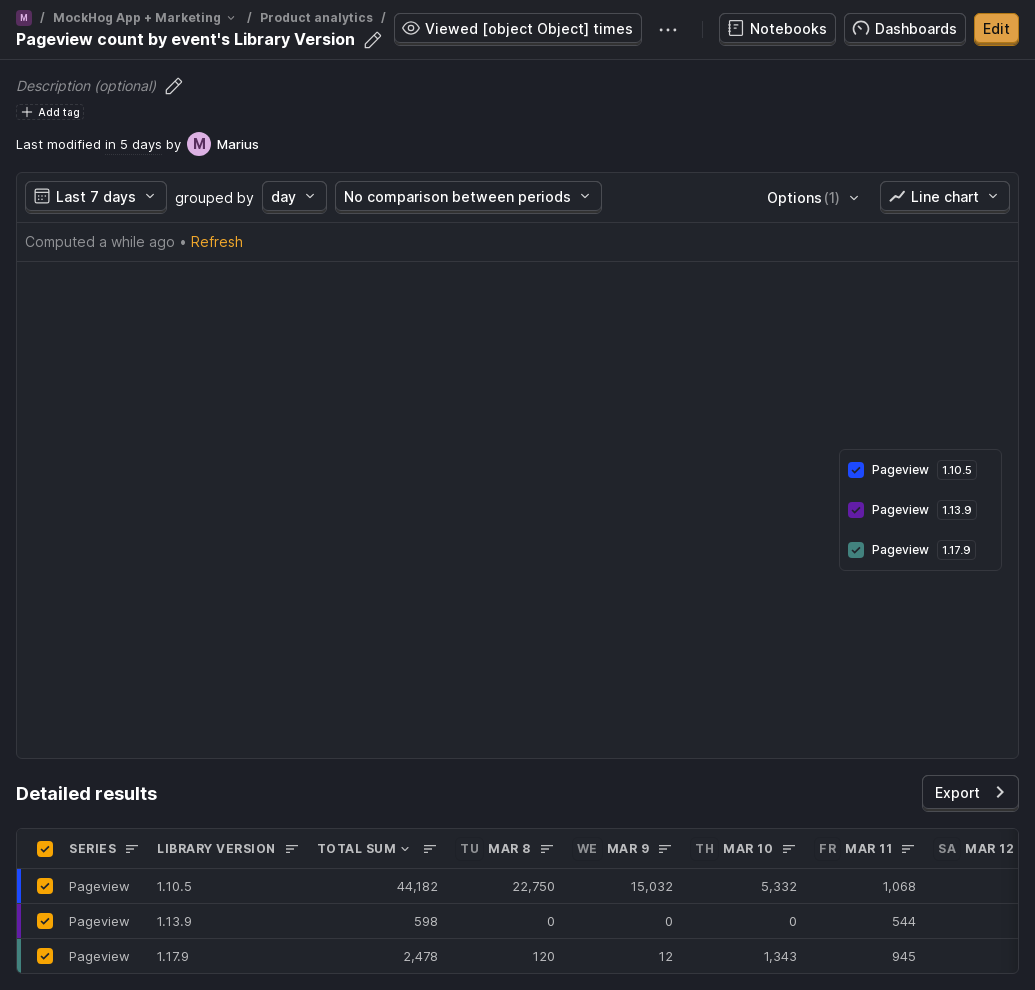 M / MockHog App + Marketing / Product analytics /
Pageview count by event's Library Version
Viewed [object Object] times
Notebooks
Dashboards
Edit
Description (optional)
Add tag
Last modified in 5 days by M Marius
Last 7 days grouped by day No comparison between periods Options (1) Line chart
Computed a while ago • Refresh
Pageview 1.10.5
Pageview 1.13.9
Pageview 1.17.9
Detailed results
Export
SERIES LIBRARY VERSION TOTAL SUM TU MAR 8 WE MAR 9 TH MAR 10 FR MAR 11 SA MAR 12
Pageview 1.10.5 44,182 22,750 15,032 5,332 1,068
Pageview 1.13.9 598 0 0 0 544
Pageview 1.17.9 2,478 120 12 1,343 945